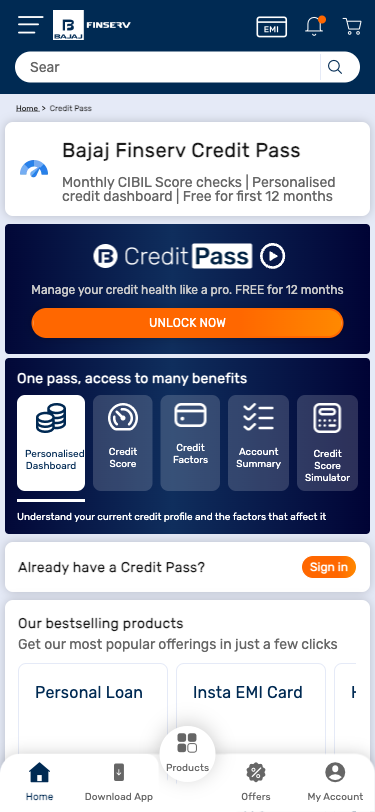 B
BAJAJ
FINSERV
EMI
Sear
Home > Credit Pass
Bajaj Finserv Credit Pass
Monthly CIBIL Score checks | Personalised
credit dashboard | Free for first 12 months
B Credit Pass
Manage your credit health like a pro. FREE for 12 months
UNLOCK NOW
One pass, access to many benefits
Personalised
Dashboard
Credit
Score
Credit
Factors
Account
Summary
Credit
Score
Simulator
Understand your current credit profile and the factors that affect it
Already have a Credit Pass?
Sign in
Our bestselling products
Get our most popular offerings in just a few clicks
Personal Loan
Insta EMI Card
Home
Download App
Products
Offers
My Account